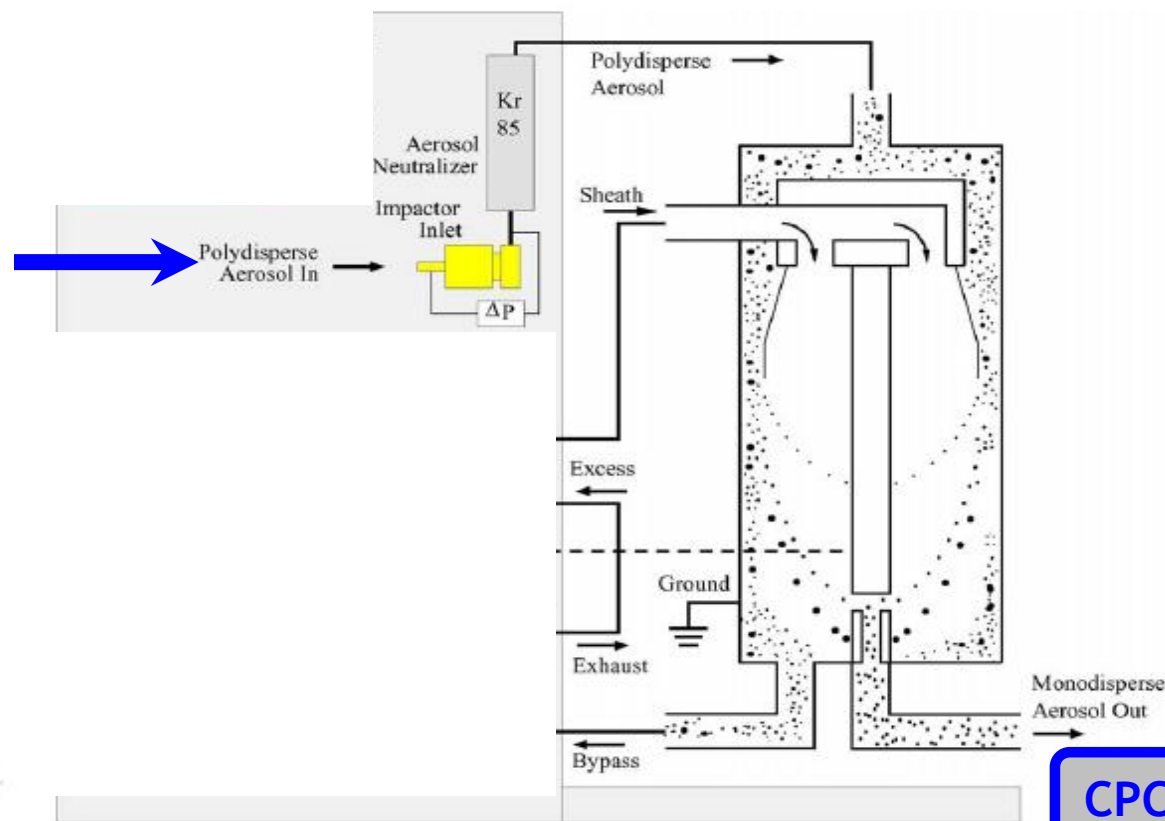 Polydisperse
Aerosol
Kr
85
Aerosol
Neutralizer
Sheath
Impactor
Inlet
Polydisperse
Aerosol In
ΔP
Excess
Ground
Exhaust
Monodisperse
Aerosol Out
Bypass
CPC